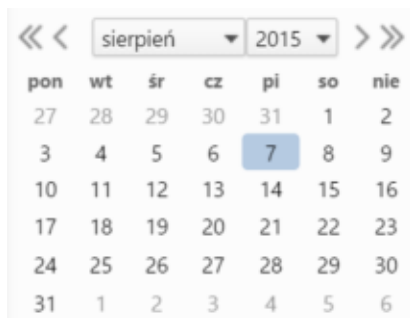 « < sierpień 2015 > »
pon wt śr cz pi so nie
27 28 29 30 31 1 2
3 4 5 6 7 8 9
10 11 12 13 14 15 16
17 18 19 20 21 22 23
24 25 26 27 28 29 30
31 1 2 3 4 5 6